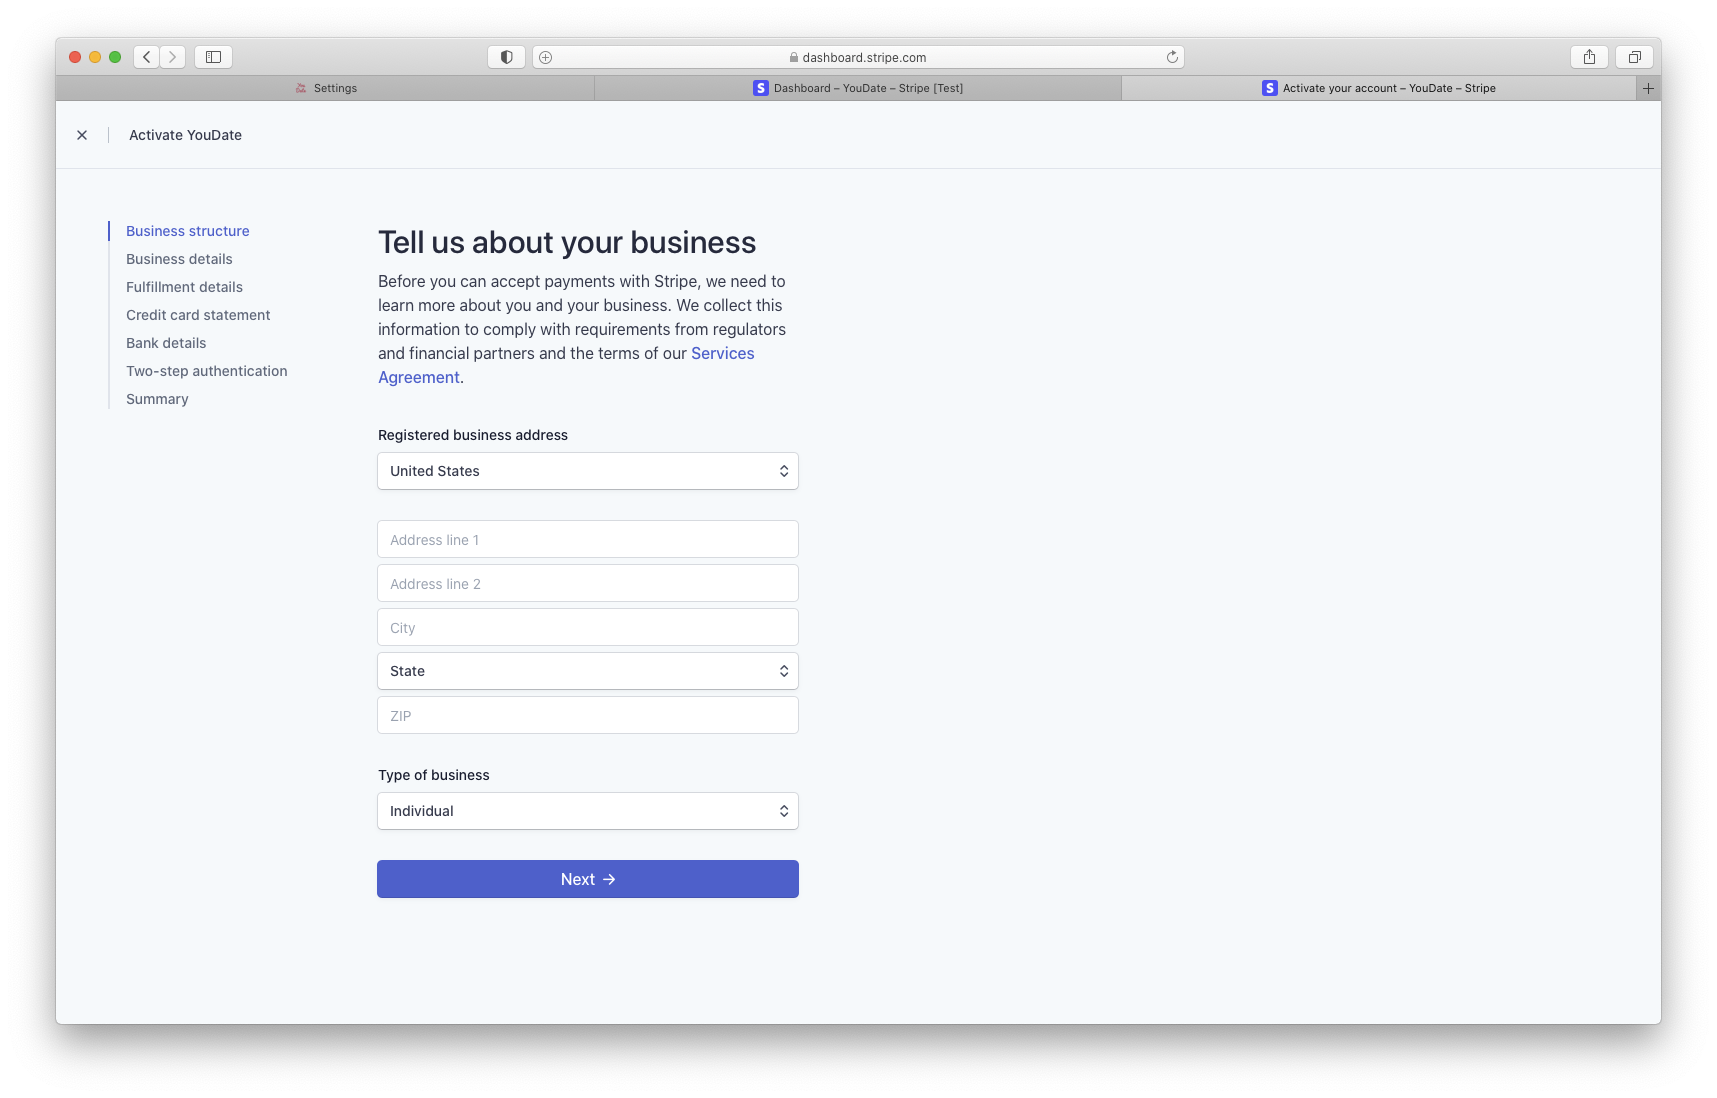 dashboard.stripe.com
Settings
S Dashboard – YouDate – Stripe [Test]
S Activate your account – YouDate – Stripe
Activate YouDate
Business structure
Business details
Fulfillment details
Credit card statement
Bank details
Two-step authentication
Summary
Tell us about your business
Before you can accept payments with Stripe, we need to
learn more about you and your business. We collect this
information to comply with requirements from regulators
and financial partners and the terms of our Services
Agreement.
Registered business address
United States
Address line 1
Address line 2
City
State
ZIP
Type of business
Individual
Next →